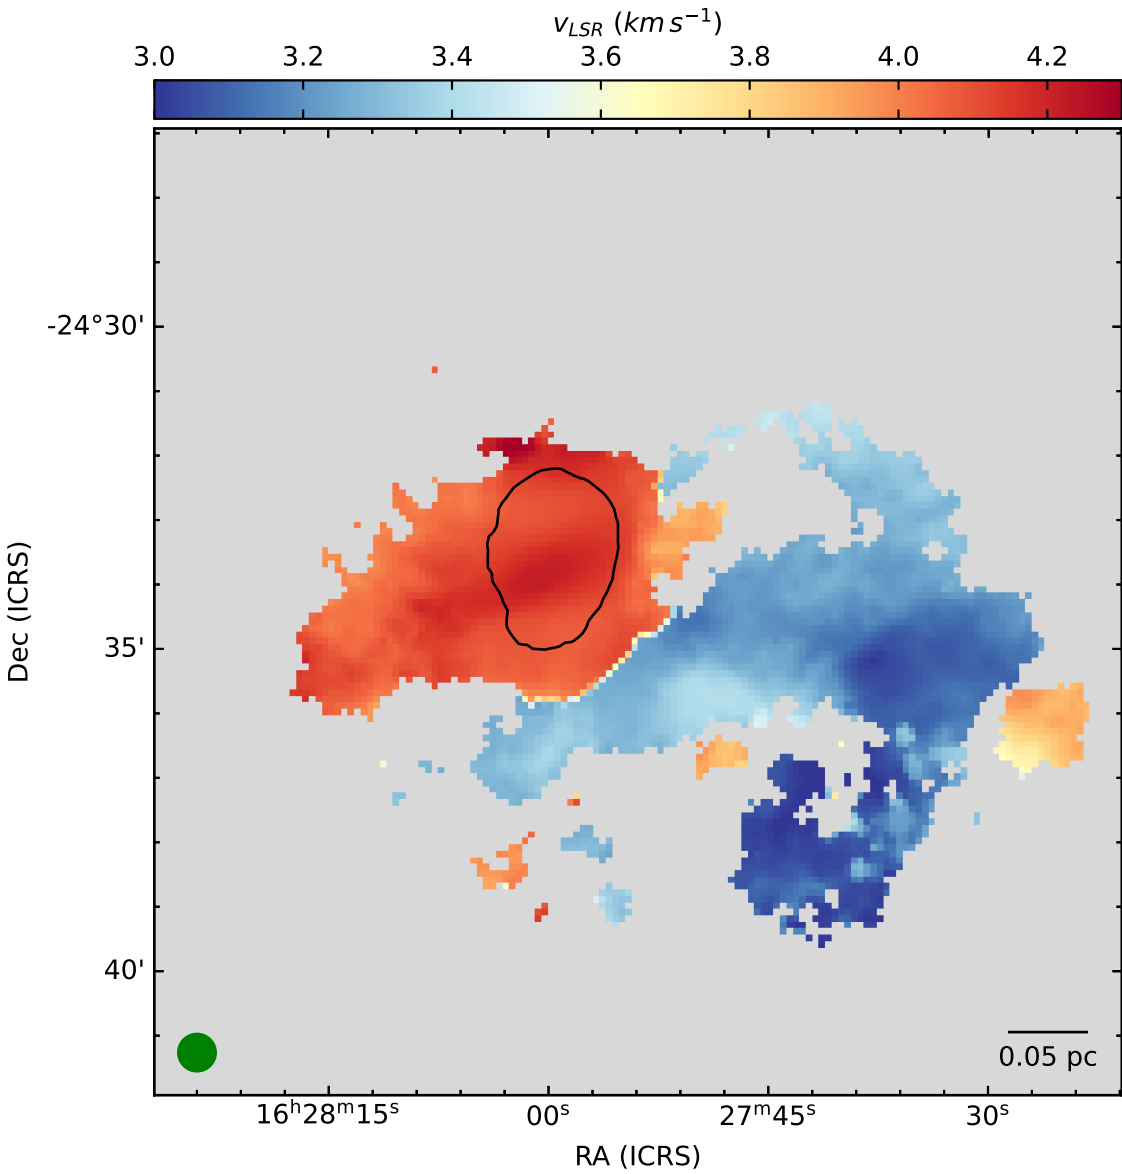 v_LSR (km s⁻¹)
3.0 3.2 3.4 3.6 3.8 4.0 4.2
-24°30'
35'
40'
Dec (ICRS)
0.05 pc
16ʰ28ᵐ15ˢ 00ˢ 27ᵐ45ˢ 30ˢ
RA (ICRS)